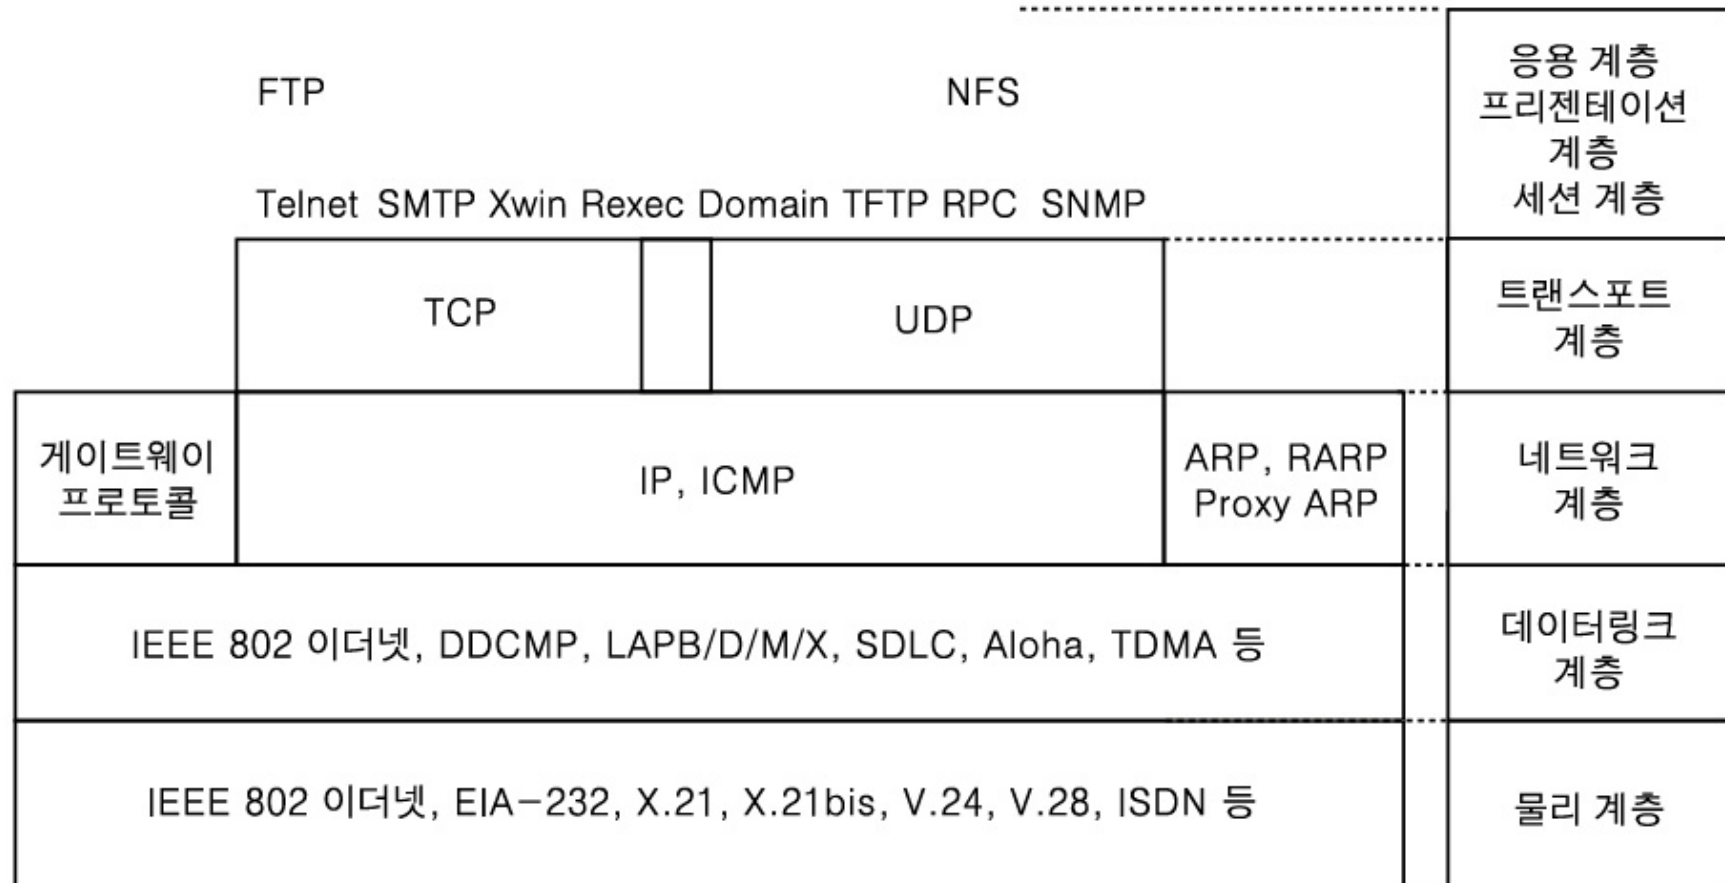 FTP
NFS
응용 계층
프리젠테이션
계층
세션 계층
Telnet SMTP Xwin Rexec Domain TFTP RPC SNMP
TCP
UDP
트랜스포트
계층
게이트웨이
프로토콜
IP, ICMP
ARP, RARP
Proxy ARP
네트워크
계층
IEEE 802 이더넷, DDCMP, LAPB/D/M/X, SDLC, Aloha, TDMA 등
데이터링크
계층
IEEE 802 이더넷, EIA-232, X.21, X.21bis, V.24, V.28, ISDN 등
물리 계층